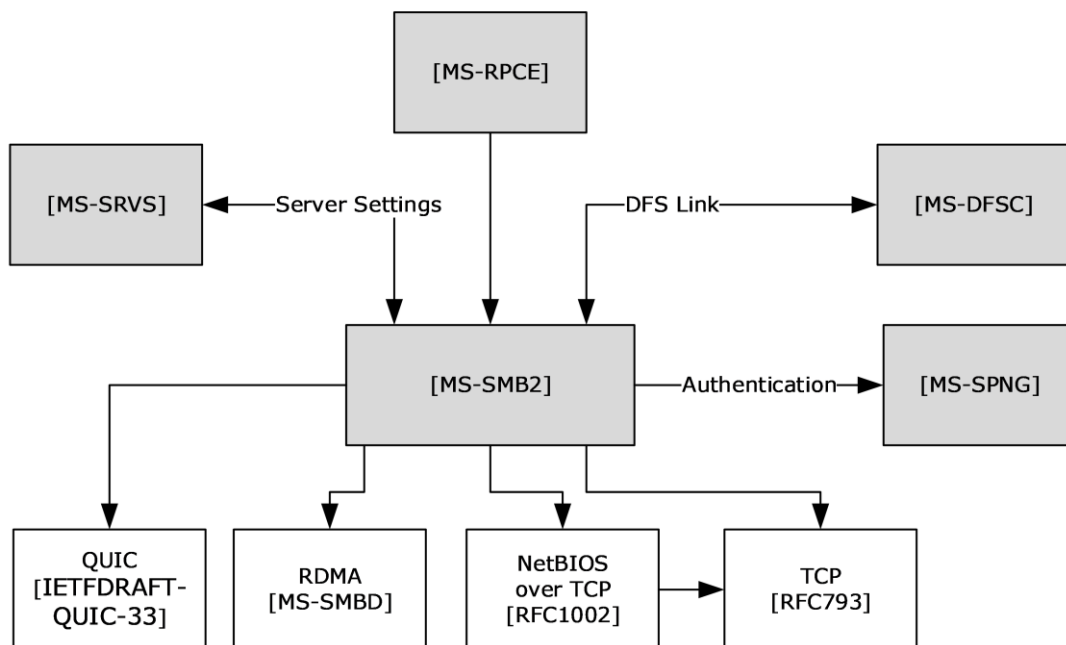 [MS-RPCE]
[MS-SRVS]
Server Settings
DFS Link
[MS-DFSC]
[MS-SMB2]
Authentication
[MS-SPNG]
QUIC
[IETFDRAFT-
QUIC-33]
RDMA
[MS-SMBD]
NetBIOS
over TCP
[RFC1002]
TCP
[RFC793]